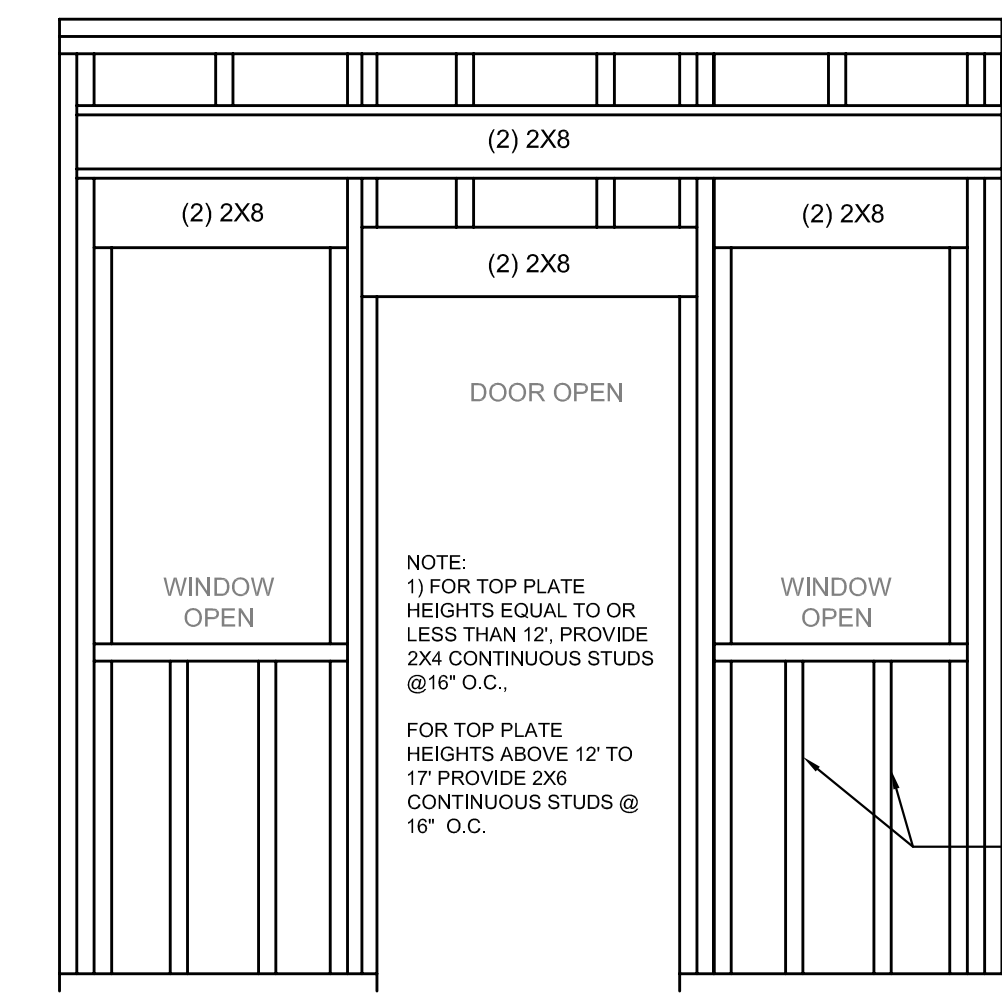 (2) 2X8
(2) 2X8
(2) 2X8
(2) 2X8
DOOR OPEN
NOTE:
1) FOR TOP PLATE
HEIGHTS EQUAL TO OR
LESS THAN 12', PROVIDE
2X4 CONTINUOUS STUDS
@16" O.C.,
FOR TOP PLATE
HEIGHTS ABOVE 12' TO
17' PROVIDE 2X6
CONTINUOUS STUDS @
16" O.C.
WINDOW
OPEN
WINDOW
OPEN